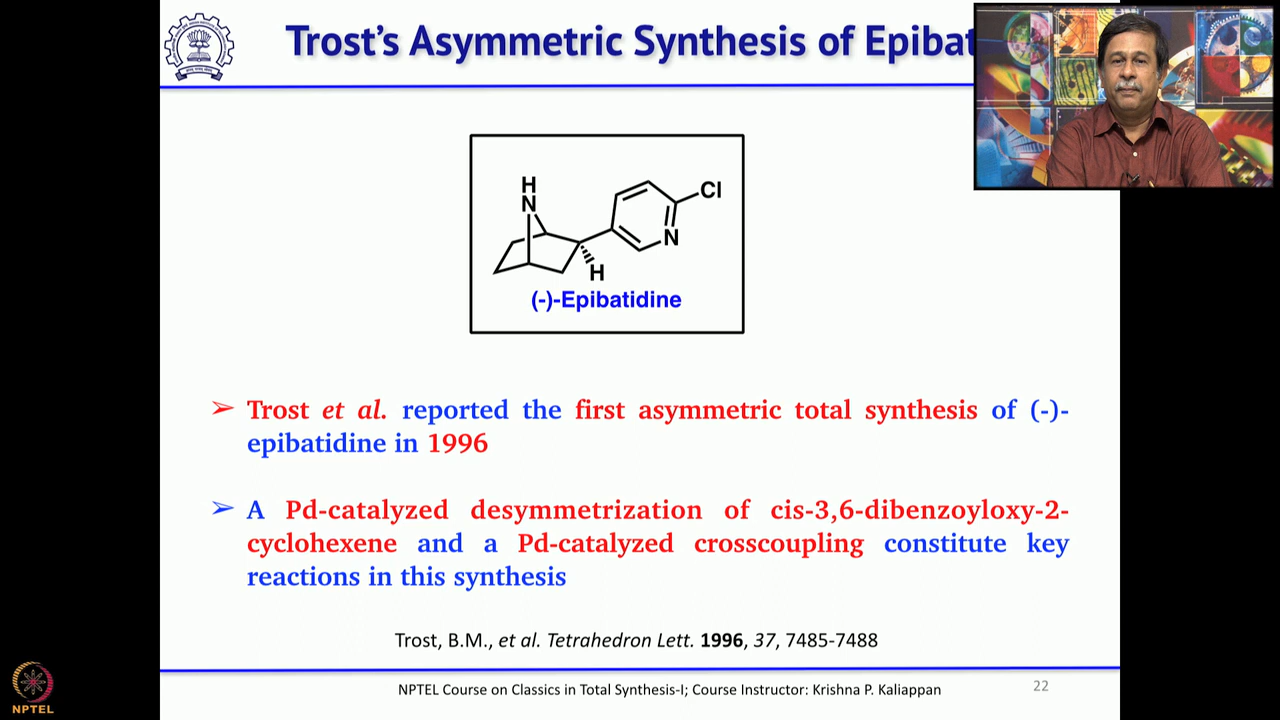 Trost's Asymmetric Synthesis of Epibat
H
N
Cl
N
H
(-)-Epibatidine
➢ Trost et al. reported the first asymmetric total synthesis of (-)-
epibatidine in 1996
➢ A Pd-catalyzed desymmetrization of cis-3,6-dibenzoyloxy-2-
cyclohexene and a Pd-catalyzed crosscoupling constitute key
reactions in this synthesis
Trost, B.M., et al. Tetrahedron Lett. 1996, 37, 7485-7488
NPTEL Course on Classics in Total Synthesis-I; Course Instructor: Krishna P. Kaliappan
22
NPTEL